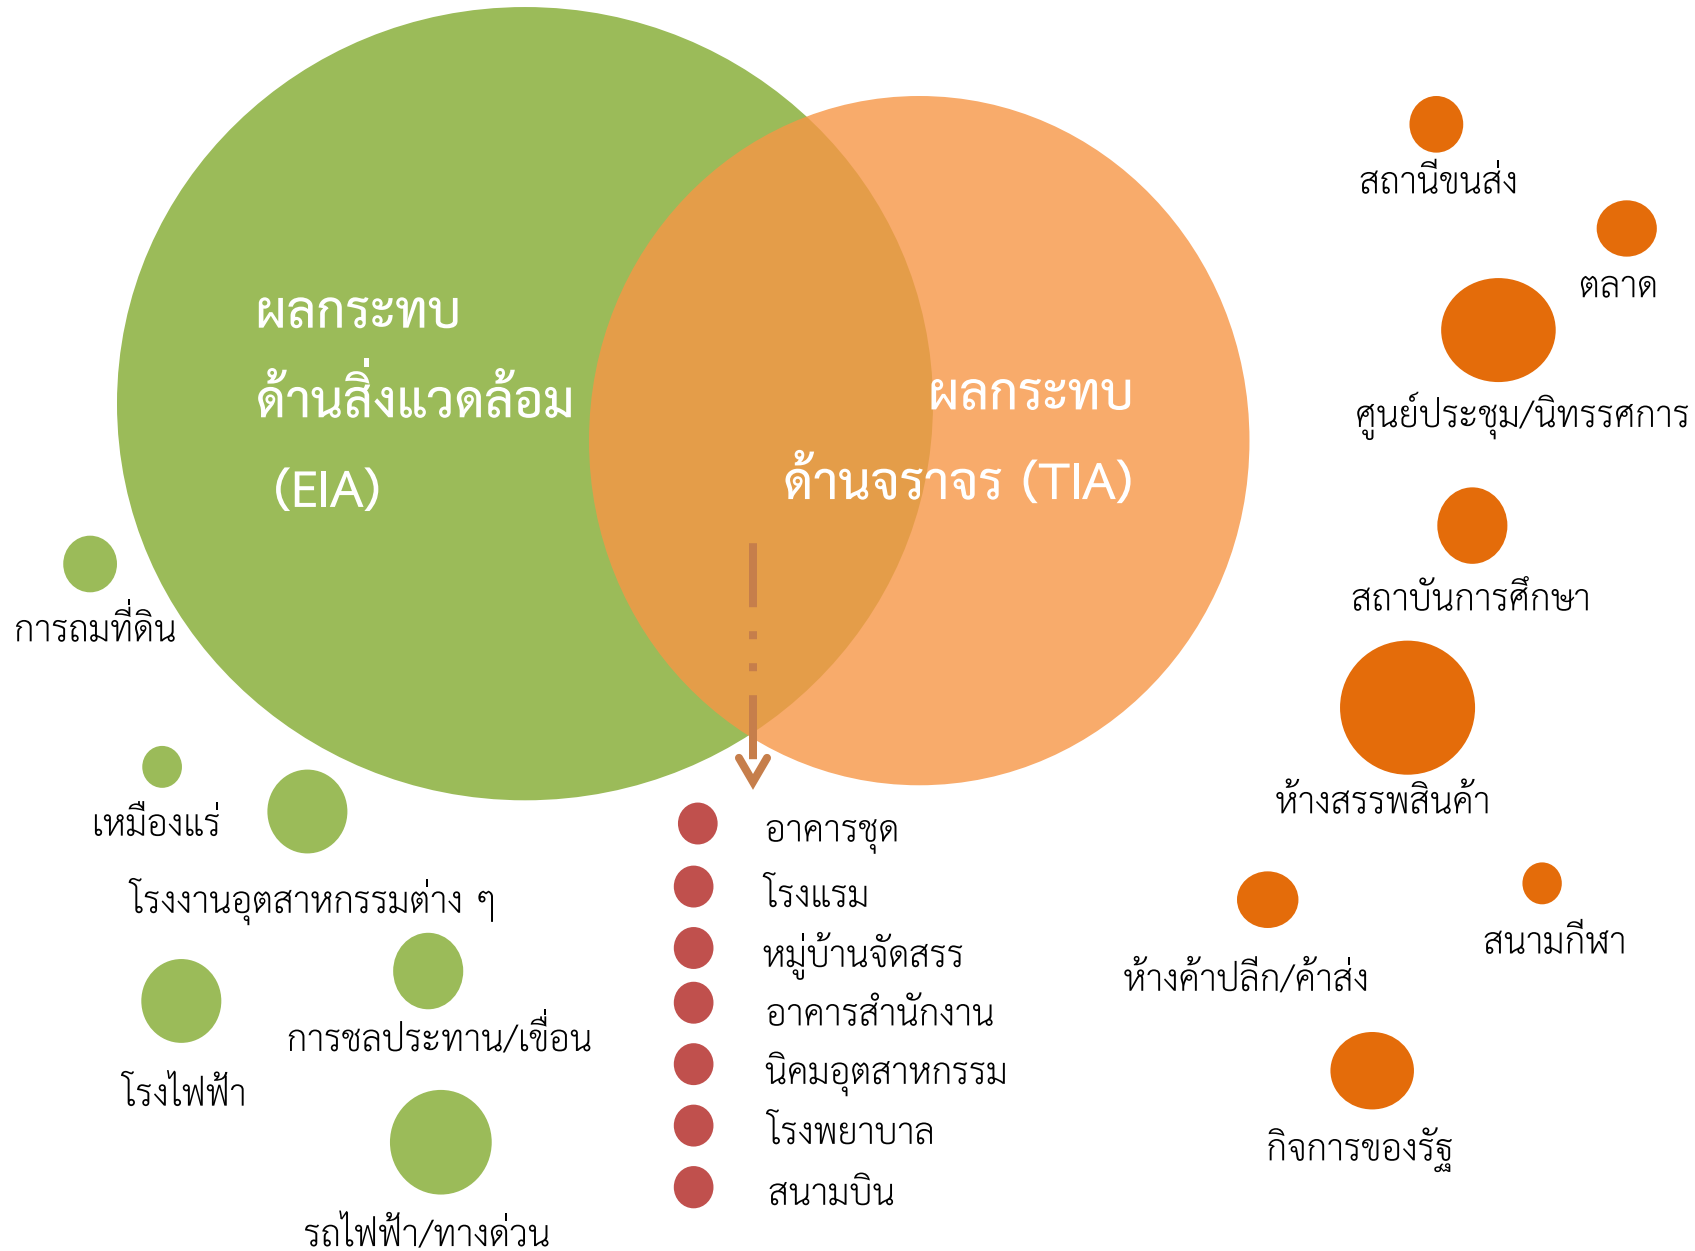 ผลกระทบ
ด้านสิ่งแวดล้อม
(EIA)
ผลกระทบ
ด้านจราจร (TIA)
การถมที่ดิน
เหมืองแร่
โรงงานอุตสาหกรรมต่าง ๆ
การชลประทาน/เขื่อน
โรงไฟฟ้า
รถไฟฟ้า/ทางด่วน
อาคารชุด
โรงแรม
หมู่บ้านจัดสรร
อาคารสำนักงาน
นิคมอุตสาหกรรม
โรงพยาบาล
สนามบิน
สถานีขนส่ง
ตลาด
ศูนย์ประชุม/นิทรรศการ
สถาบันการศึกษา
ห้างสรรพสินค้า
สนามกีฬา
ห้างค้าปลีก/ค้าส่ง
กิจการของรัฐ